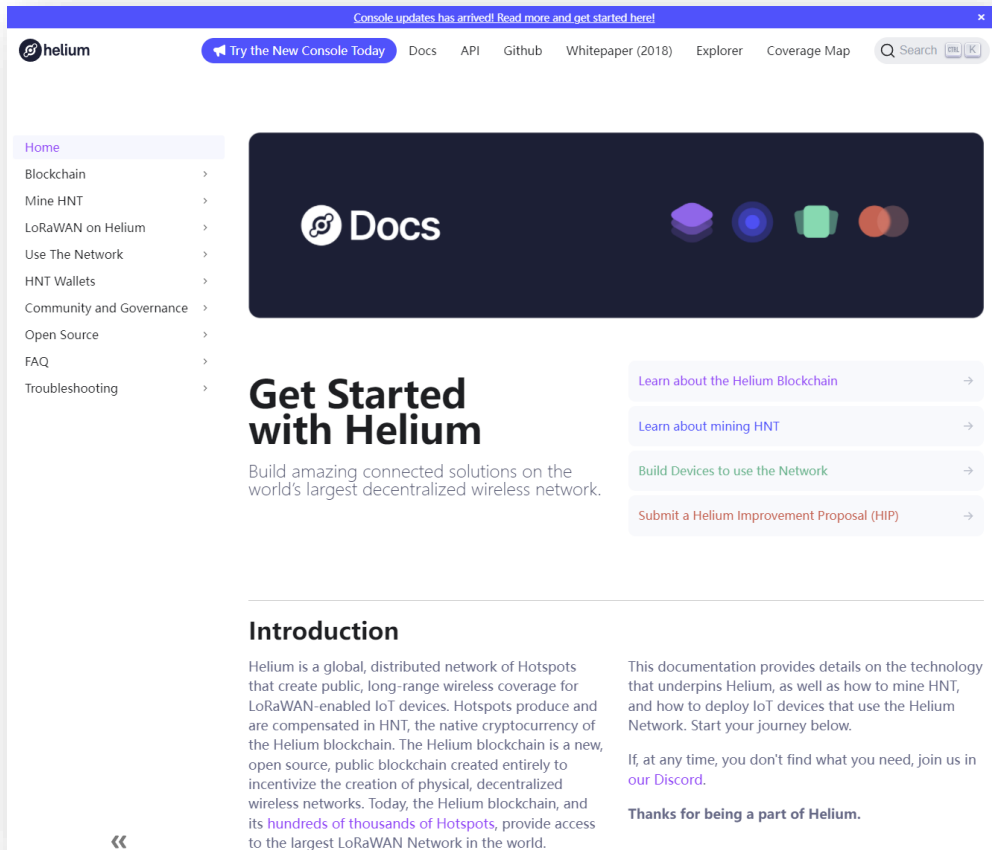 Console updates has arrived! Read more and get started here!
×
helium
Try the New Console Today
Docs
API
Github
Whitepaper (2018)
Explorer
Coverage Map
Search
CTRL
K
Home
Blockchain
Mine HNT
LoRaWAN on Helium
Use The Network
HNT Wallets
Community and Governance
Open Source
FAQ
Troubleshooting
Docs
Get Started
with Helium
Build amazing connected solutions on the
world’s largest decentralized wireless network.
Learn about the Helium Blockchain
Learn about mining HNT
Build Devices to use the Network
Submit a Helium Improvement Proposal (HIP)
Introduction
Helium is a global, distributed network of Hotspots
that create public, long-range wireless coverage for
LoRaWAN-enabled IoT devices. Hotspots produce and
are compensated in HNT, the native cryptocurrency of
the Helium blockchain. The Helium blockchain is a new,
open source, public blockchain created entirely to
incentivize the creation of physical, decentralized
wireless networks. Today, the Helium blockchain, and
its hundreds of thousands of Hotspots, provide access
to the largest LoRaWAN Network in the world.
This documentation provides details on the technology
that underpins Helium, as well as how to mine HNT,
and how to deploy IoT devices that use the Helium
Network. Start your journey below.
If, at any time, you don't find what you need, join us in
our Discord.
Thanks for being a part of Helium.